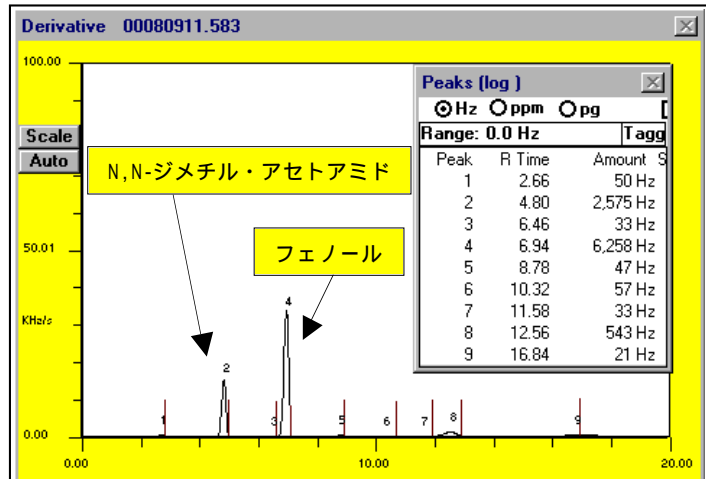 Derivative 00080911.583
100.00
Scale
Auto
50.01
KHz/s
0.00
0.00 10.00 20.00
N,N-ジメチル・アセトアミド
フェノール
1 2 3 4 5 6 7 8 9
Peaks (log )
Hz ppm pg
Range: 0.0 Hz Tagg
Peak R Time Amount S
1 2.66 50 Hz
2 4.80 2,575 Hz
3 6.46 33 Hz
4 6.94 6,258 Hz
5 8.78 47 Hz
6 10.32 57 Hz
7 11.58 33 Hz
8 12.56 543 Hz
9 16.84 21 Hz